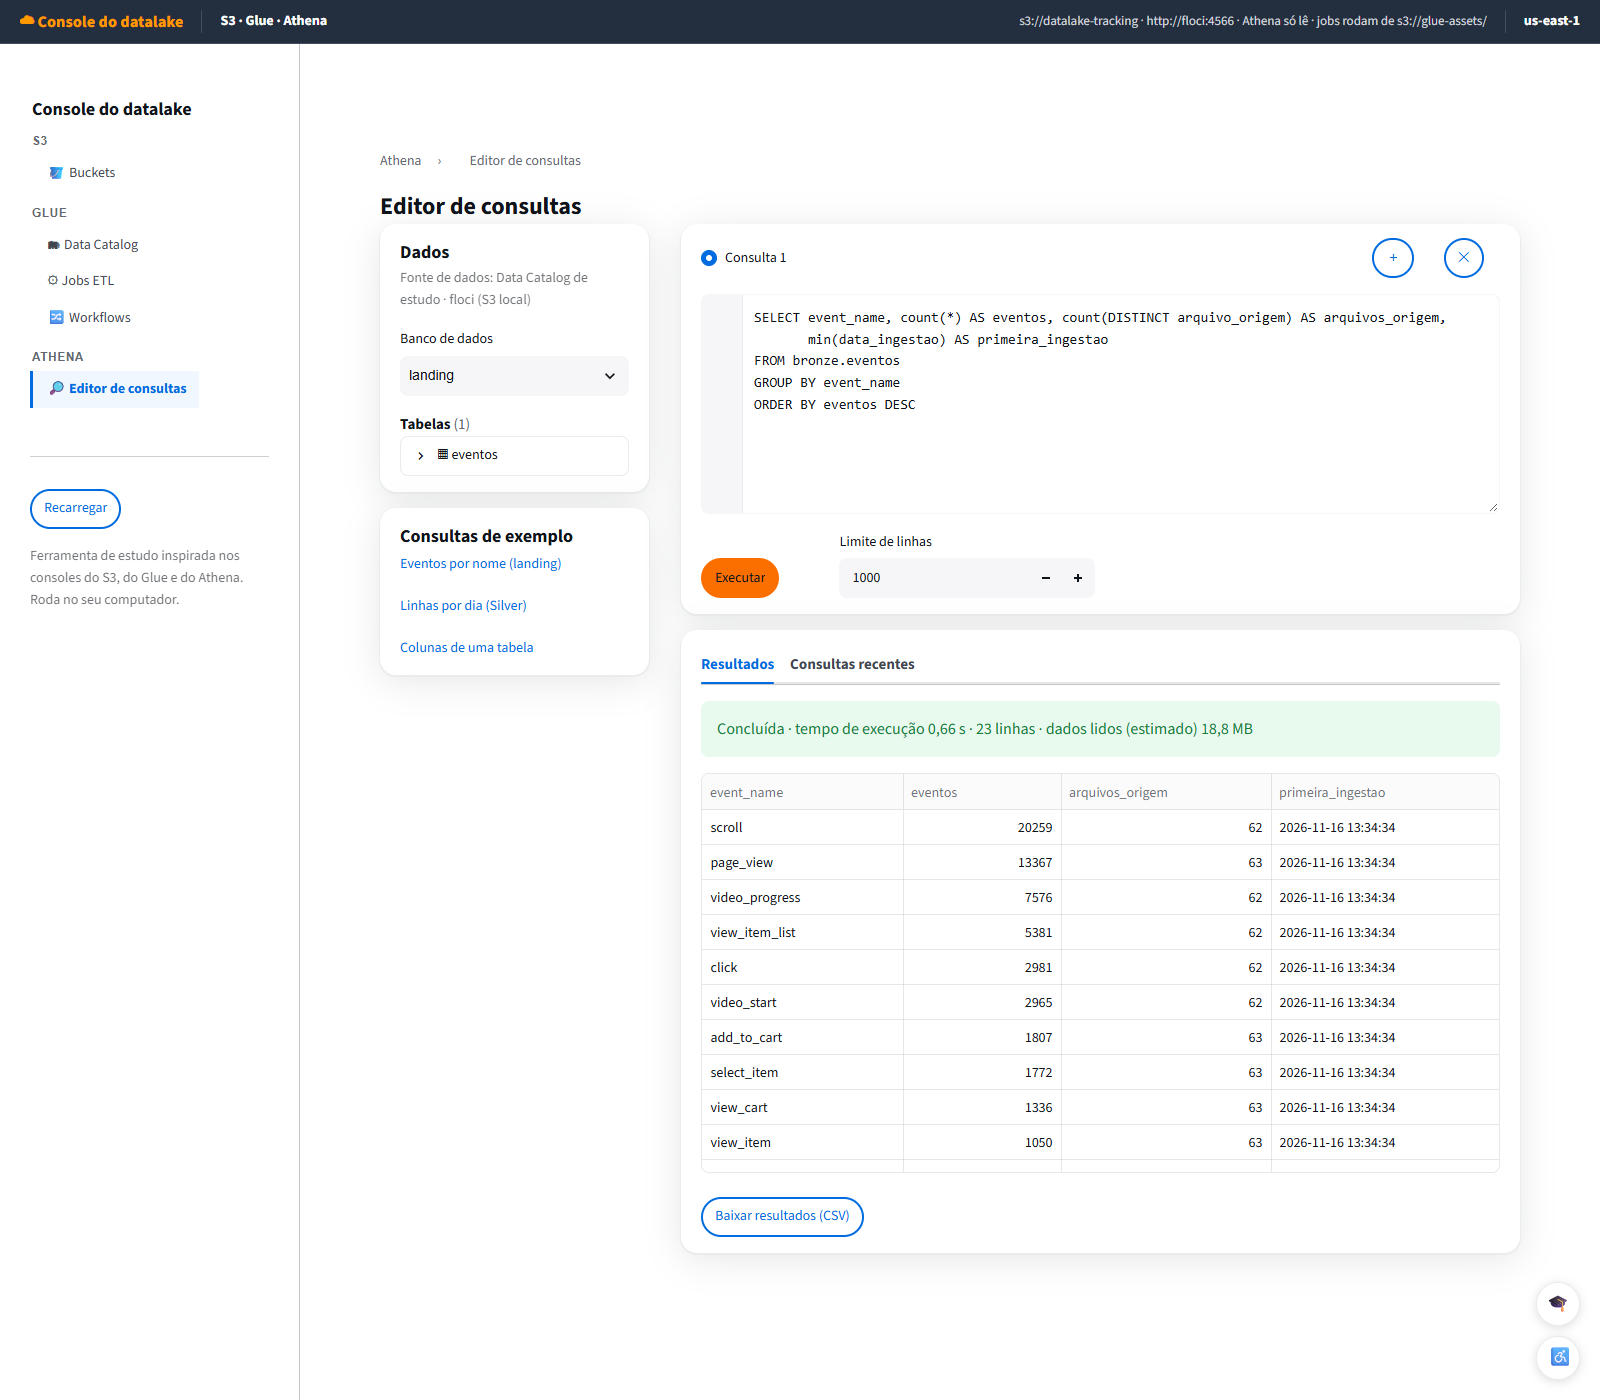 Console do datalake
S3 · Glue · Athena
s3://datalake-tracking · http://floci:4566 · Athena só lê · jobs rodam de s3://glue-assets/
us-east-1
Console do datalake
S3
Buckets
GLUE
Data Catalog
Jobs ETL
Workflows
ATHENA
Editor de consultas
Recarregar
Ferramenta de estudo inspirada nos
consoles do S3, do Glue e do Athena.
Roda no seu computador.
Athena › Editor de consultas
Editor de consultas
Dados
Fonte de dados: Data Catalog de
estudo · floci (S3 local)
Banco de dados
landing
Tabelas (1)
eventos
Consultas de exemplo
Eventos por nome (landing)
Linhas por dia (Silver)
Colunas de uma tabela
Consulta 1
+
SELECT event_name, count(*) AS eventos, count(DISTINCT arquivo_origem) AS arquivos_origem,
min(data_ingestao) AS primeira_ingestao
FROM bronze.eventos
GROUP BY event_name
ORDER BY eventos DESC
Executar
Limite de linhas
1000
Resultados Consultas recentes
Concluída · tempo de execução 0,66 s · 23 linhas · dados lidos (estimado) 18,8 MB
event_name eventos arquivos_origem primeira_ingestao
scroll 20259 62 2026-11-16 13:34:34
page_view 13367 63 2026-11-16 13:34:34
video_progress 7576 62 2026-11-16 13:34:34
view_item_list 5381 62 2026-11-16 13:34:34
click 2981 62 2026-11-16 13:34:34
video_start 2965 62 2026-11-16 13:34:34
add_to_cart 1807 63 2026-11-16 13:34:34
select_item 1772 63 2026-11-16 13:34:34
view_cart 1336 63 2026-11-16 13:34:34
view_item 1050 63 2026-11-16 13:34:34
Baixar resultados (CSV)